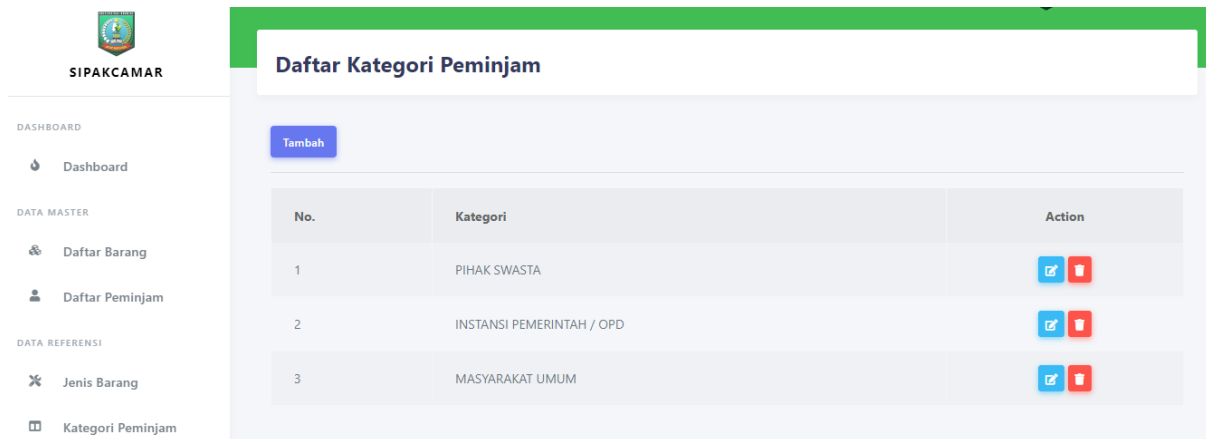 SIPAKCAMAR
DASHBOARD
Dashboard
DATA MASTER
Daftar Barang
Daftar Peminjam
DATA REFERENSI
Jenis Barang
Kategori Peminjam
Daftar Kategori Peminjam
Tambah
No. Kategori Action
1 PIHAK SWASTA
2 INSTANSI PEMERINTAH / OPD
3 MASYARAKAT UMUM